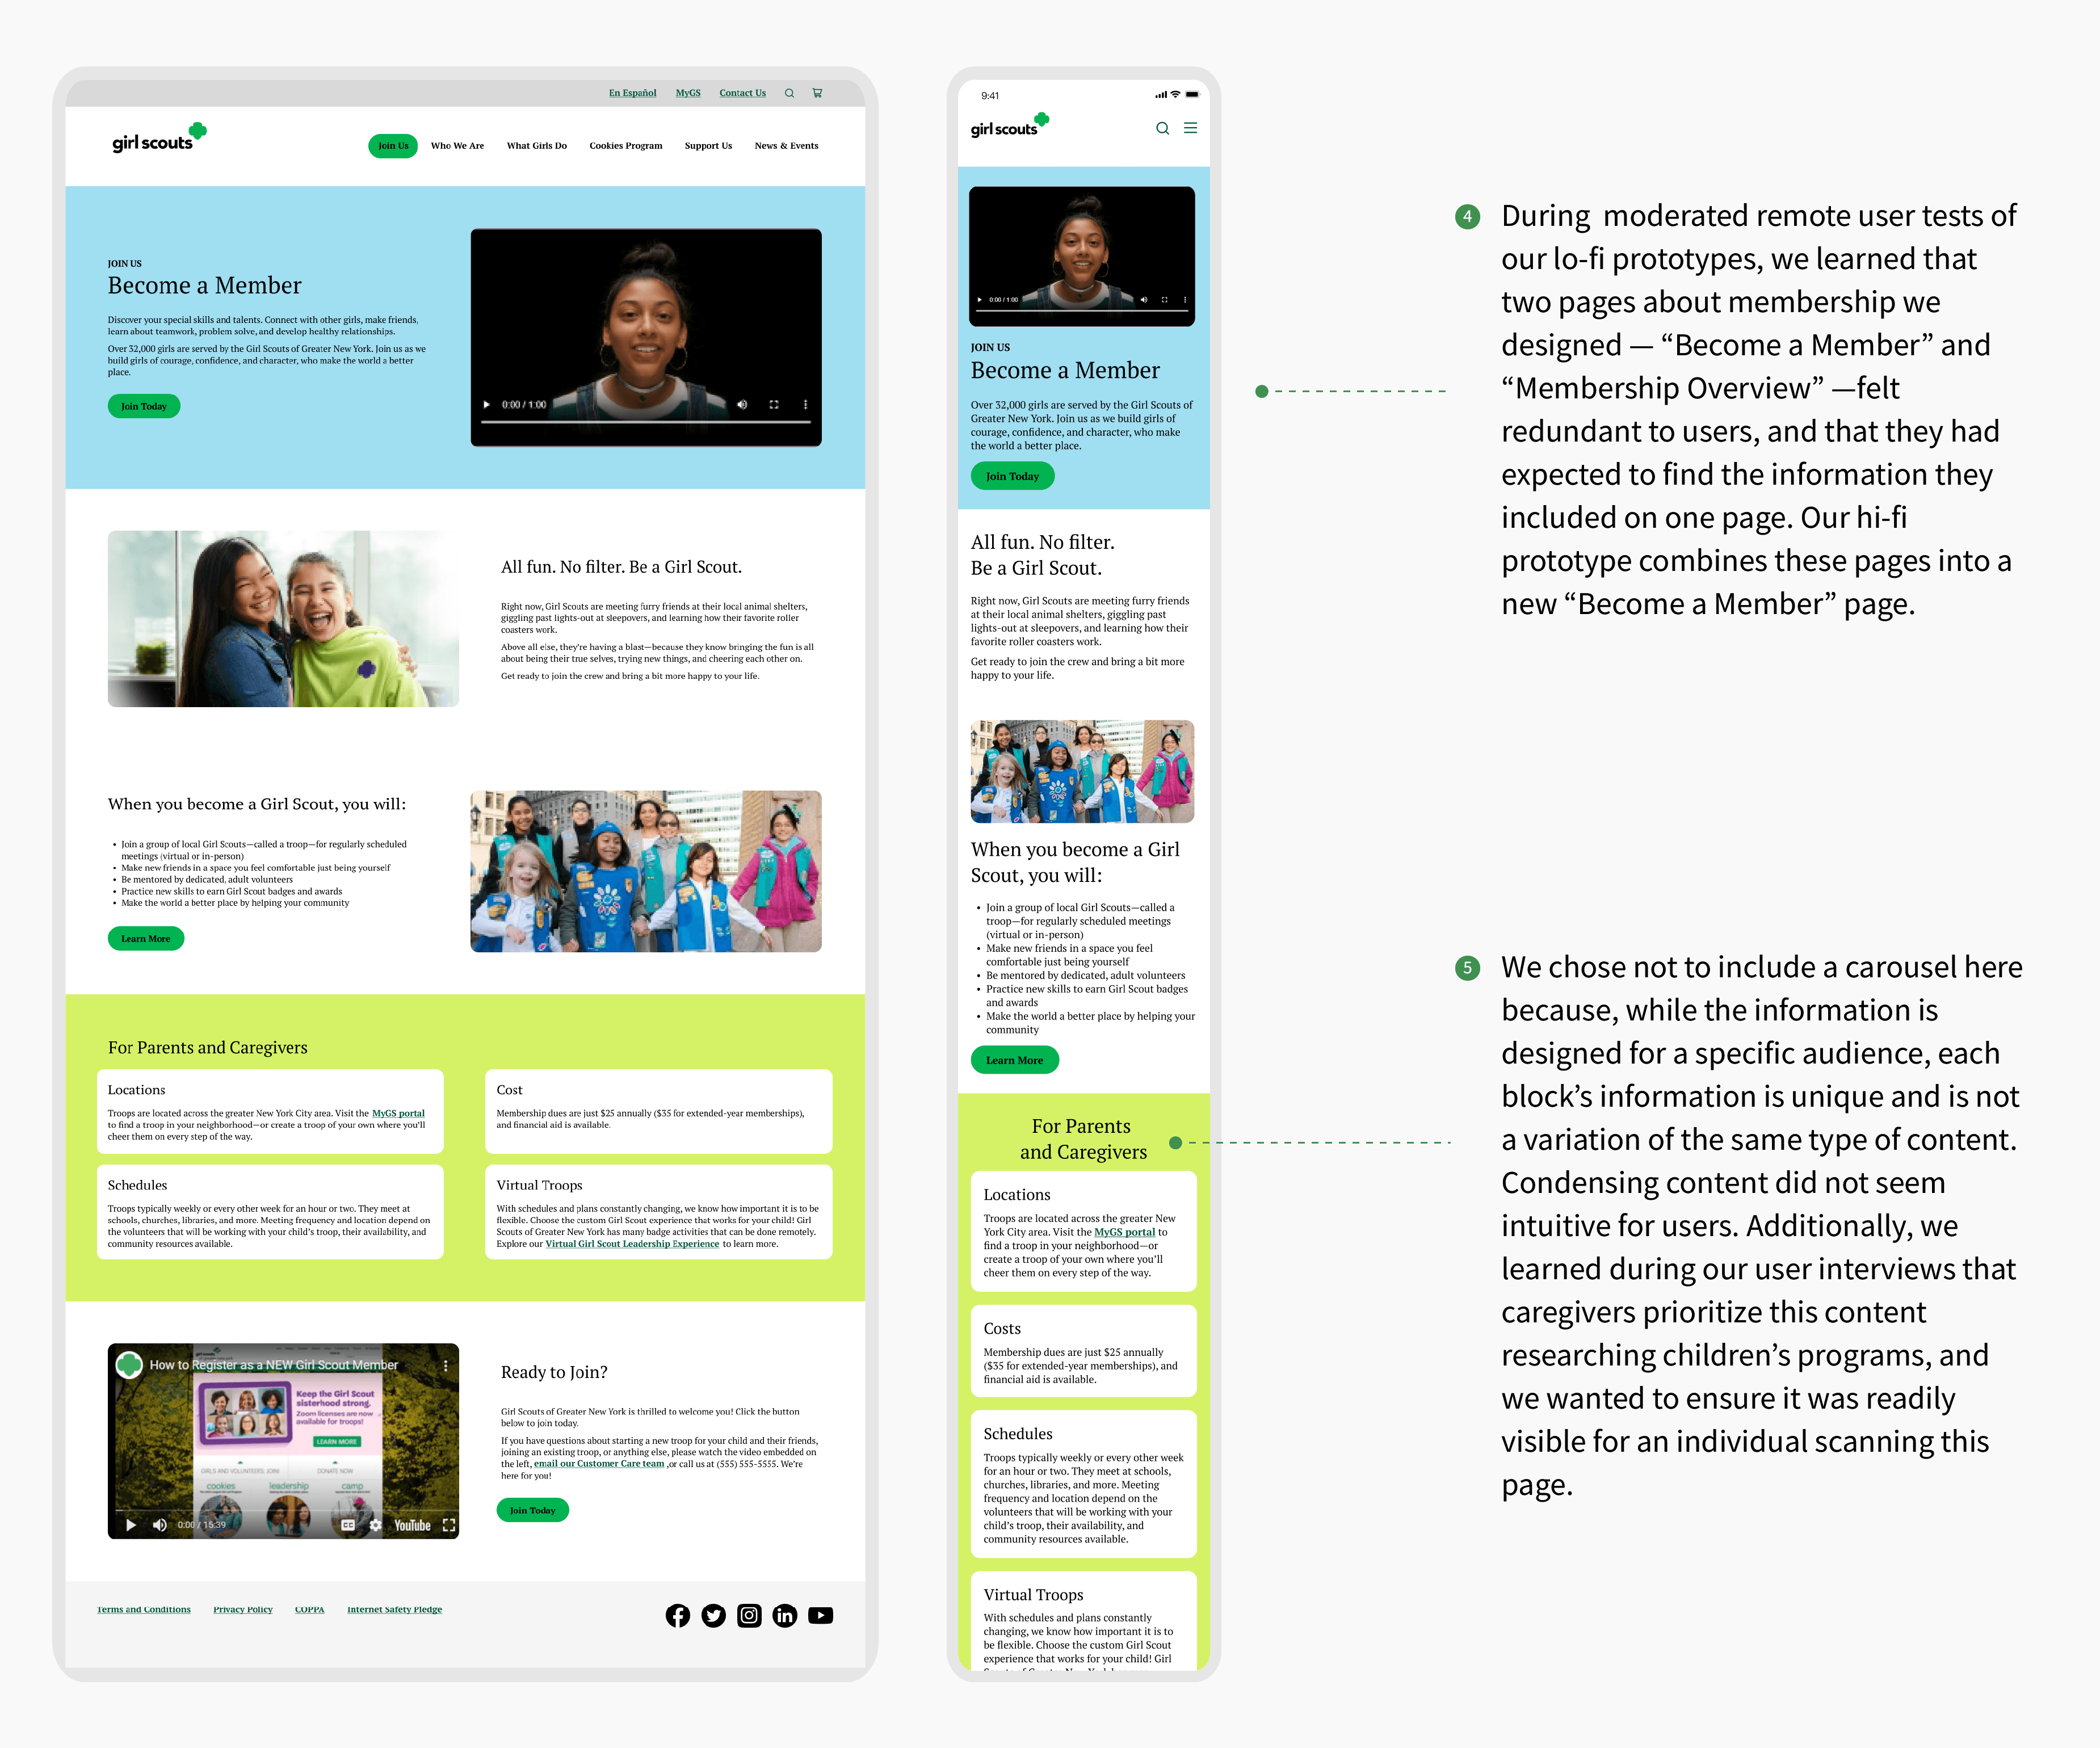 En Español MyGS Contact Us
girl scouts
Join Us Who We Are What Girls Do Cookies Program Support Us News & Events
JOIN US
Become a Member
Discover your special skills and talents. Connect with other girls, make friends,
learn about teamwork, problem solve, and develop healthy relationships.
Over 32,000 girls are served by the Girl Scouts of Greater New York. Join us as we
build girls of courage, confidence, and character, who make the world a better
place.
Join Today
0:00 / 1:00
All fun. No filter. Be a Girl Scout.
Right now, Girl Scouts are meeting furry friends at their local animal shelters,
giggling past lights-out at sleepovers, and learning how their favorite roller
coasters work.
Above all else, they're having a blast—because they know bringing the fun is all
about being their true selves, trying new things, and cheering each other on.
Get ready to join the crew and bring a bit more happy to your life.
When you become a Girl Scout, you will:
• Join a group of local Girl Scouts—called a troop—for regularly scheduled
meetings (virtual or in-person)
• Make new friends in a space you feel comfortable just being yourself
• Be mentored by dedicated, adult volunteers
• Practice new skills to earn Girl Scout badges and awards
• Make the world a better place by helping your community
Learn More
For Parents and Caregivers
Locations
Troops are located across the greater New York City area. Visit the MyGS portal
to find a troop in your neighborhood—or create a troop of your own where you'll
cheer them on every step of the way.
Cost
Membership dues are just $25 annually ($35 for extended-year memberships),
and financial aid is available.
Schedules
Troops typically weekly or every other week for an hour or two. They meet at
schools, churches, libraries, and more. Meeting frequency and location depend on
the volunteers that will be working with your child's troop, their availability, and
community resources available.
Virtual Troops
With schedules and plans constantly changing, we know how important it is to be
flexible. Choose the custom Girl Scout experience that works for your child! Girl
Scouts of Greater New York has many badge activities that can be done remotely.
Explore our Virtual Girl Scout Leadership Experience to learn more.
How to Register as a NEW Girl Scout Member
Keep the Girl Scout
sisterhood strong.
Zoom licenses are now
available for troops!
LEARN MORE
GIRLS AND VOLUNTEERS: JOIN! DONATE NOW
cookies leadership camp
0:00 / 15:39 CC YouTube
Ready to Join?
Girl Scouts of Greater New York is thrilled to welcome you! Click the button
below to join today.
If you have questions about starting a new troop for your child and their friends,
joining an existing troop, or anything else, please watch the video embedded on
the left, email our Customer Care team ,or call us at (555) 555-5555. We're
here for you!
Join Today
Terms and Conditions Privacy Policy COPPA Internet Safety Pledge
9:41
girl scouts
0:00 / 1:00
JOIN US
Become a Member
Over 32,000 girls are served by the Girl Scouts of
Greater New York. Join us as we build girls of
courage, confidence, and character, who make
the world a better place.
Join Today
All fun. No filter.
Be a Girl Scout.
Right now, Girl Scouts are meeting furry friends
at their local animal shelters, giggling past
lights-out at sleepovers, and learning how their
favorite roller coasters work.
Get ready to join the crew and bring a bit more
happy to your life.
When you become a Girl
Scout, you will:
• Join a group of local Girl Scouts—called a
troop—for regularly scheduled meetings
(virtual or in-person)
• Make new friends in a space you feel
comfortable just being yourself
• Be mentored by dedicated, adult volunteers
• Practice new skills to earn Girl Scout badges
and awards
• Make the world a better place by helping your
community
Learn More
For Parents
and Caregivers
Locations
Troops are located across the greater New
York City area. Visit the MyGS portal to
find a troop in your neighborhood—or
create a troop of your own where you'll
cheer them on every step of the way.
Costs
Membership dues are just $25 annually
($35 for extended-year memberships), and
financial aid is available.
Schedules
Troops typically weekly or every other week
for an hour or two. They meet at schools,
churches, libraries, and more. Meeting
frequency and location depend on the
volunteers that will be working with your
child's troop, their availability, and
community resources available.
Virtual Troops
With schedules and plans constantly
changing, we know how important it is to
be flexible. Choose the custom Girl Scout
experience that works for your child! Girl
4 During moderated remote user tests of
our lo-fi prototypes, we learned that
two pages about membership we
designed — “Become a Member” and
“Membership Overview” —felt
redundant to users, and that they had
expected to find the information they
included on one page. Our hi-fi
prototype combines these pages into a
new “Become a Member” page.
5 We chose not to include a carousel here
because, while the information is
designed for a specific audience, each
block’s information is unique and is not
a variation of the same type of content.
Condensing content did not seem
intuitive for users. Additionally, we
learned during our user interviews that
caregivers prioritize this content
researching children’s programs, and
we wanted to ensure it was readily
visible for an individual scanning this
page.